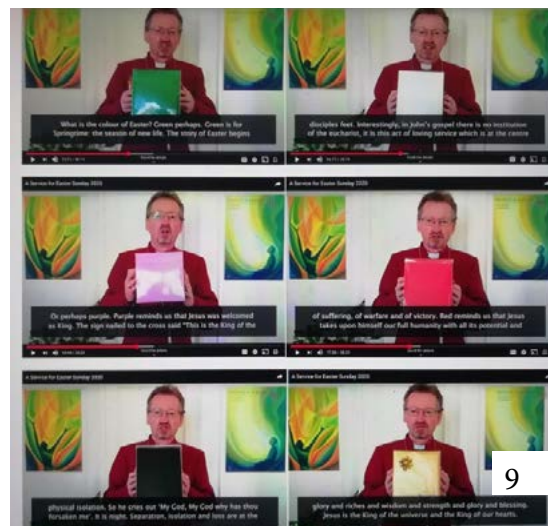 What is the colour of Easter? Green perhaps. Green is for
Springtime: the season of new life. The story of Easter begins
disciples feet. Interestingly, in John's gospel there is no institution
of the eucharist, it is this act of loving service which is at the centre
A Service for Easter Sunday 2020
Or perhaps purple. Purple reminds us that Jesus was welcomed
as King. The sign nailed to the cross said "This is the King of the
A Service for Easter Sunday 2020
of suffering, of warfare and of victory. Red reminds us that Jesus
takes upon himself our full humanity with all its potential and
A Service for Easter Sunday 2020
physical isolation. So he cries out 'My God, My God why has thou
forsaken me'. It is night. Separation, isolation and loss are at the
A Service for Easter Sunday 2020
glory and riches and wisdom and strength and glory and blessing.
Jesus is the King of the universe and the King of our hearts.
9